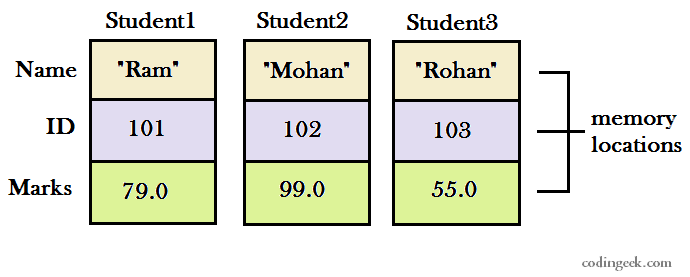 Student1 Student2 Student3
Name "Ram" "Mohan" "Rohan"
ID 101 102 103 memory
locations
Marks 79.0 99.0 55.0
codingeek.com